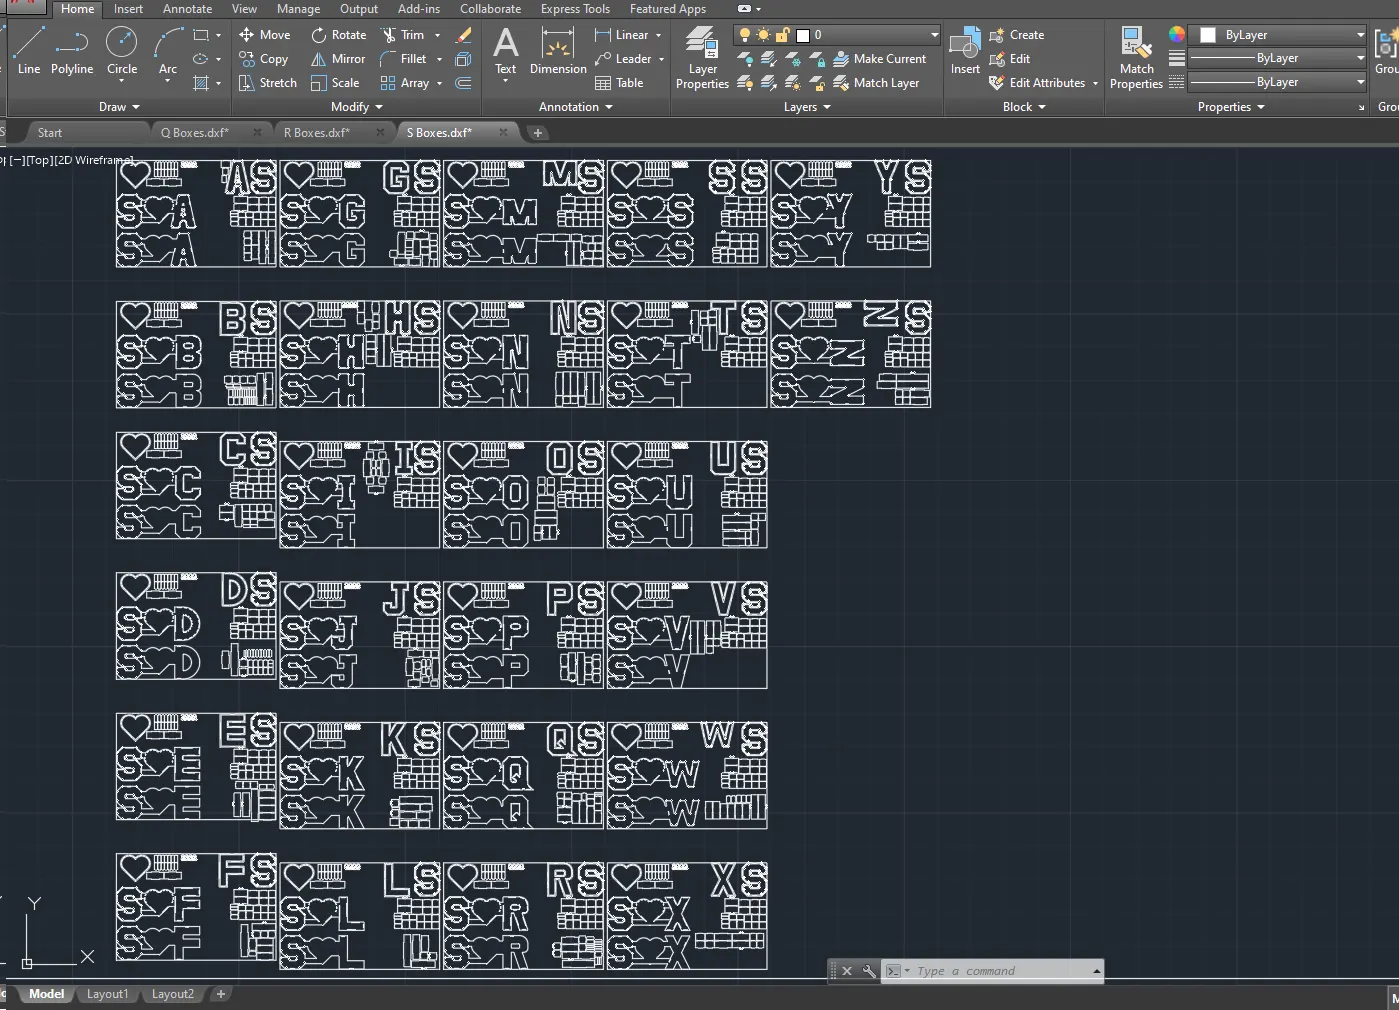 Home Insert Annotate View Manage Output Add-ins Collaborate Express Tools Featured Apps
Line Polyline Circle Arc
Move Rotate Trim
Copy Mirror Fillet
Stretch Scale Array
Text Dimension
Linear
Leader
Table
Layer Properties
0
Make Current
Match Layer
Insert
Create
Edit
Edit Attributes
Match Properties
ByLayer
ByLayer
ByLayer
Draw Modify Annotation Layers Block Properties
Start Q Boxes.dxf* R Boxes.dxf* S Boxes.dxf*
[−][Top][2D Wireframe]
AS GS MS SS YS
S A S G S M S S S Y
S A S G S M S S S Y
BS HS NS TS ZS
S B S H S N S T S Z
S B S H S N S T S Z
CS IS OS US
S C S I S O S U
S C S I S O S U
DS JS PS VS
S D S J S P S V
S D S J S P S V
ES KS QS WS
S E S K S Q S W
S E S K S Q S W
FS LS RS XS
S F S L S R S X
S F S L S R S X
Y
X
Type a command
Model Layout1 Layout2